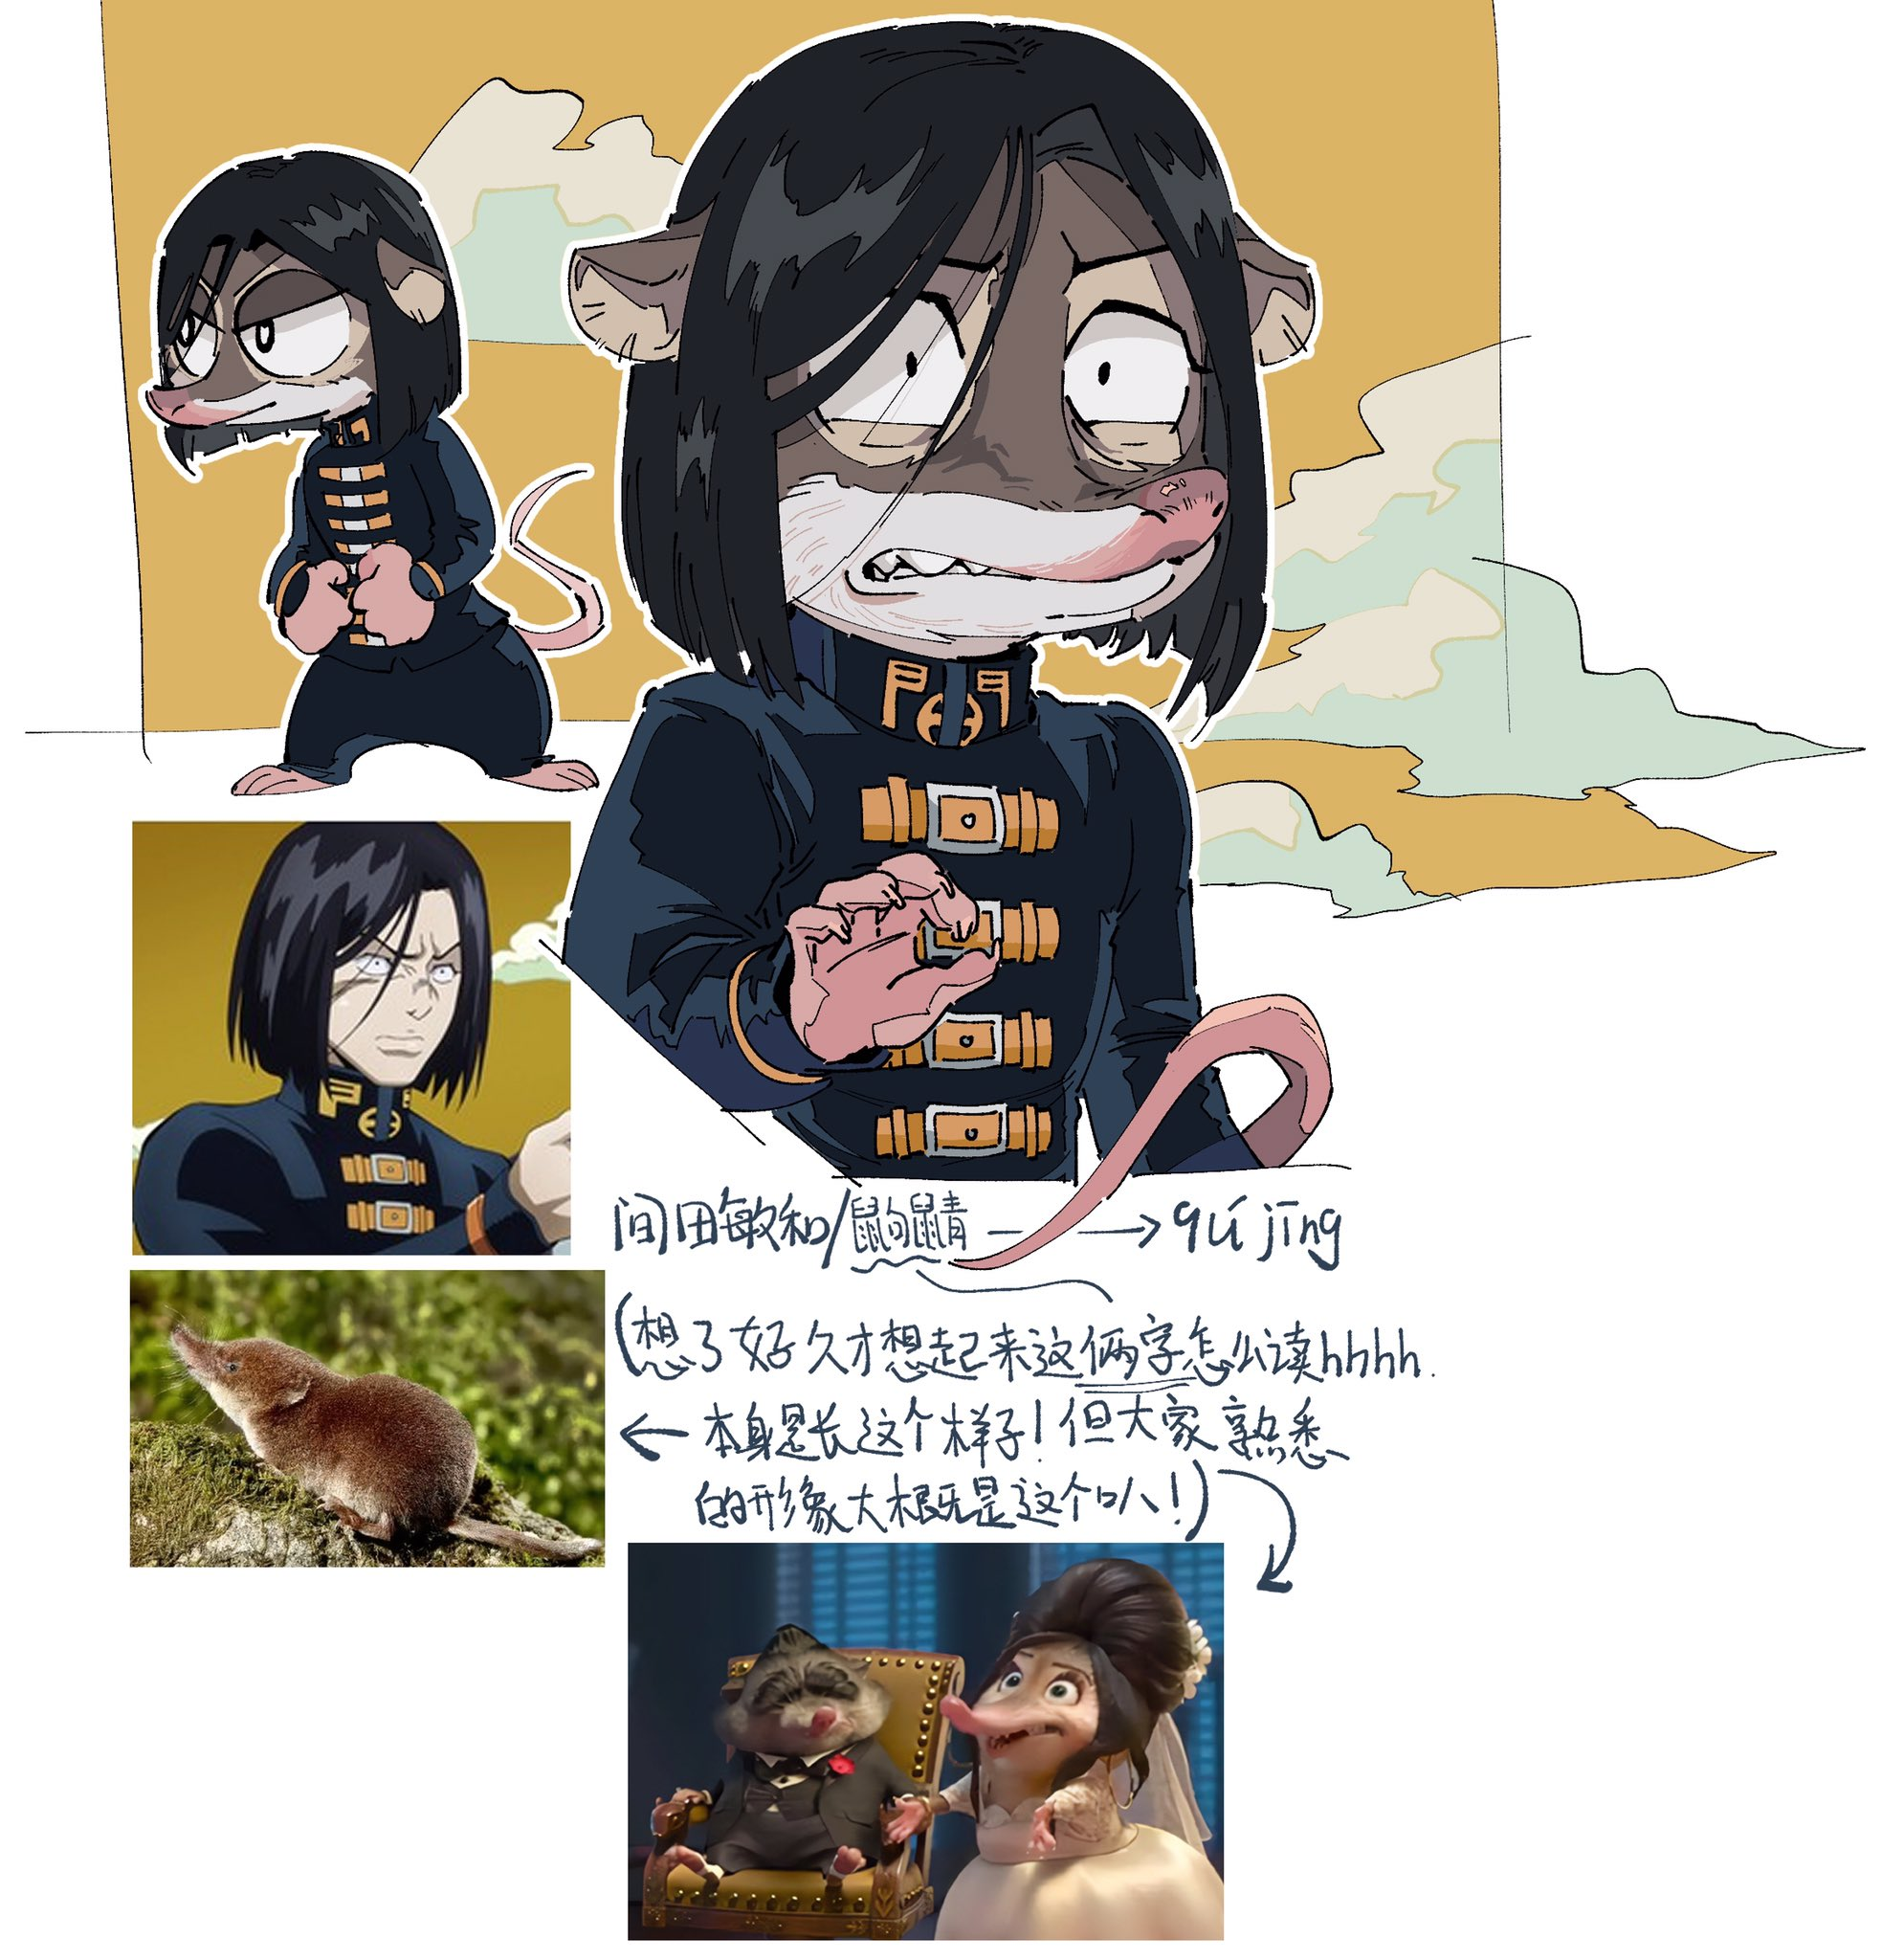 间田敏和/鼩鼱 —→ qú jīng
(想了好久才想起来这俩字怎么读hhhh.
← 本身是长这个样子！但大家熟悉
的形象大概是这个叭！)